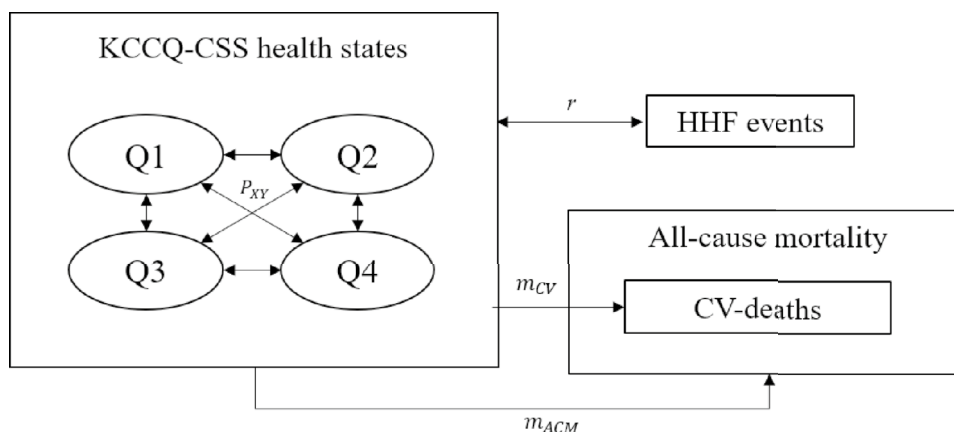 KCCQ-CSS health states
Q1
Q2
P_XY
Q3
Q4
r
HHF events
All-cause mortality
m_CV
CV-deaths
m_ACM